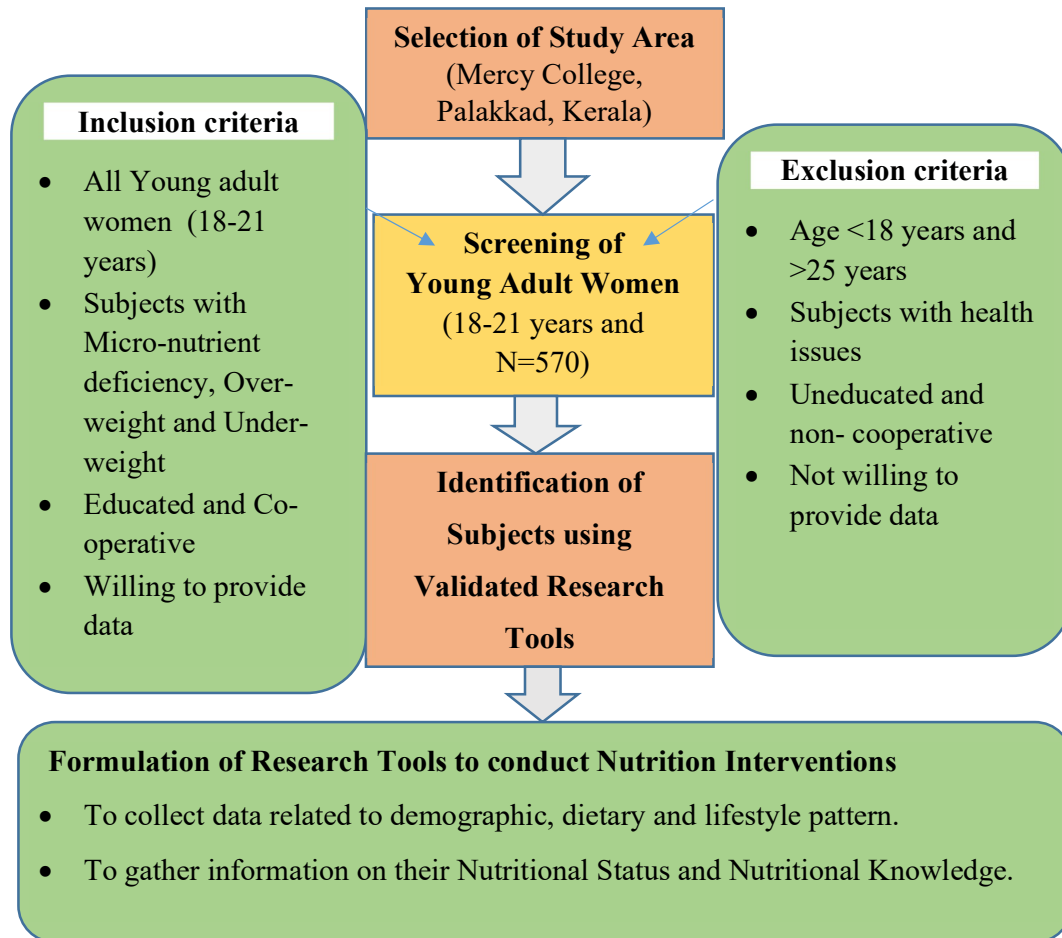 Selection of Study Area
(Mercy College,
Palakkad, Kerala)
Inclusion criteria
• All Young adult
women (18-21
years)
• Subjects with
Micro-nutrient
deficiency, Over-
weight and Under-
weight
• Educated and Co-
operative
• Willing to provide
data
Screening of
Young Adult Women
(18-21 years and
N=570)
Exclusion criteria
• Age <18 years and
>25 years
• Subjects with health
issues
• Uneducated and
non- cooperative
• Not willing to
provide data
Identification of
Subjects using
Validated Research
Tools
Formulation of Research Tools to conduct Nutrition Interventions
• To collect data related to demographic, dietary and lifestyle pattern.
• To gather information on their Nutritional Status and Nutritional Knowledge.